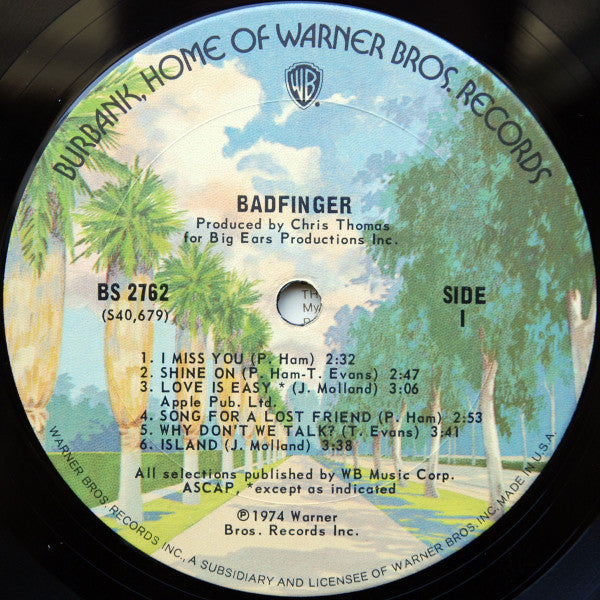 BURBANK, HOME OF WARNER BROS. RECORDS
WB
BADFINGER
Produced by Chris Thomas
for Big Ears Productions Inc.
BS 2762
(S40,679)
SIDE
1
TH
My
1. I MISS YOU (P. Ham) 2:32
2. SHINE ON (P. Ham-T. Evans) 2:47
3. LOVE IS EASY * (J. Molland) 3:06
Apple Pub. Ltd.
4. SONG FOR A LOST FRIEND (P. Ham) 2:53
5. WHY DON'T WE TALK? (T. Evans) 3:41
6. ISLAND (J. Molland) 3:38
All selections published by WB Music Corp.
ASCAP, *except as indicated
℗1974 Warner
Bros. Records Inc.
WARNER BROS. RECORDS INC., A SUBSIDIARY AND LICENSEE OF WARNER BROS. INC. MADE IN U.S.A.